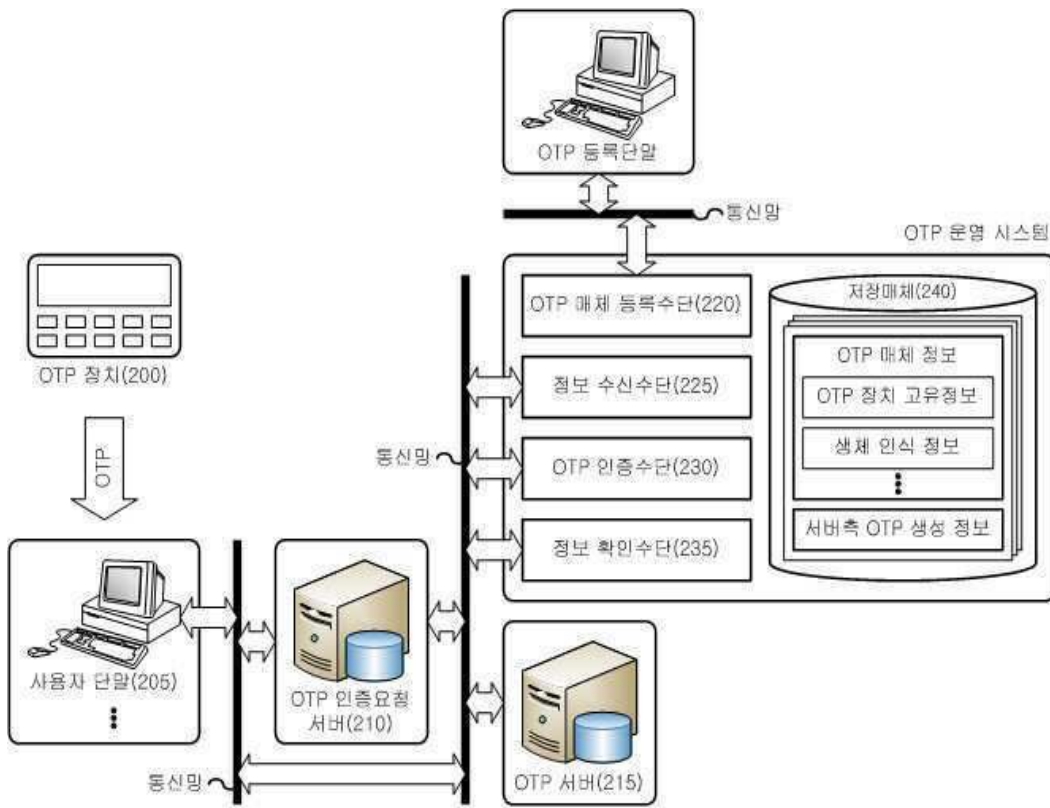 OTP 등록단말
통신망
OTP 운영 시스템
OTP 매체 등록수단(220)
정보 수신수단(225)
OTP 인증수단(230)
정보 확인수단(235)
저장매체(240)
OTP 매체 정보
OTP 장치 고유정보
생체 인식 정보
서버측 OTP 생성 정보
OTP 장치(200)
OTP
통신망
사용자 단말(205)
OTP 인증요청
서버(210)
통신망
OTP 서버(215)